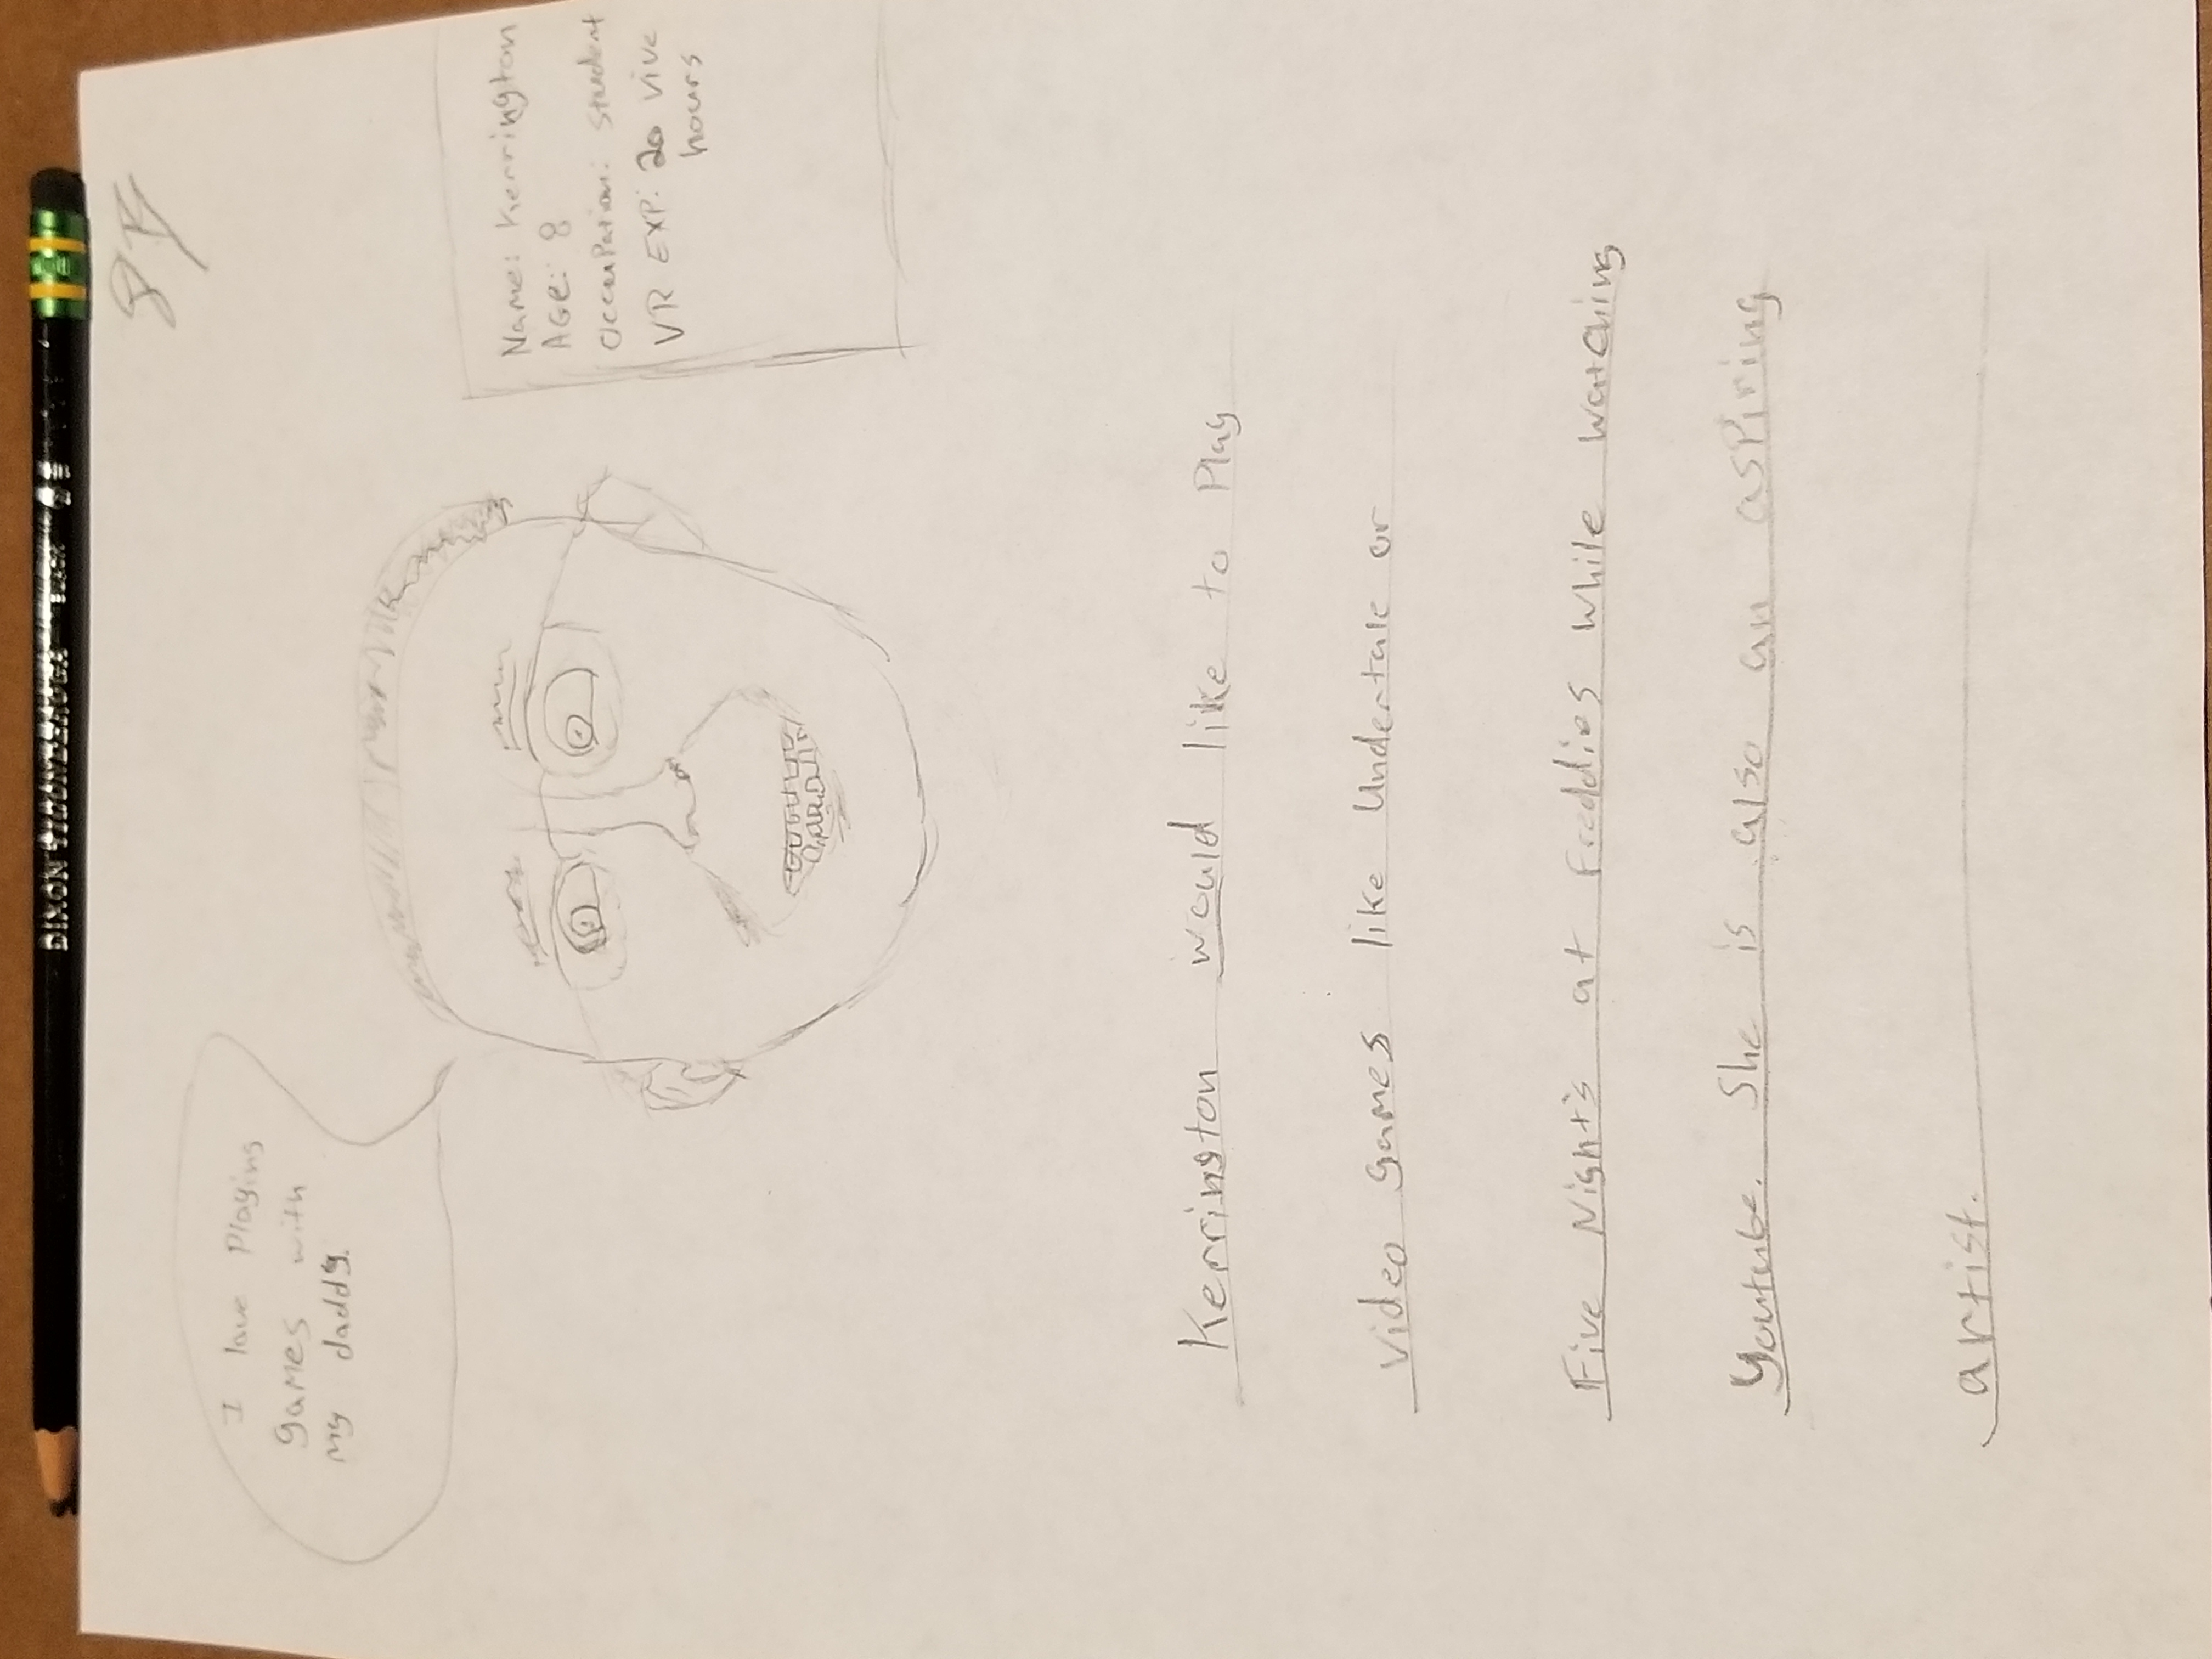 DIXON TICONDEROGA BLACK
I love Playing
games with
my daddy.
Name: Kerrington
Age: 8
Occupation: Student
VR EXP: 20 Vive
hours
Kerrington would like to Play
video games like Undertale or
Five Night's at Freddies while watching
Youtube. She is also an aspiring
artist.